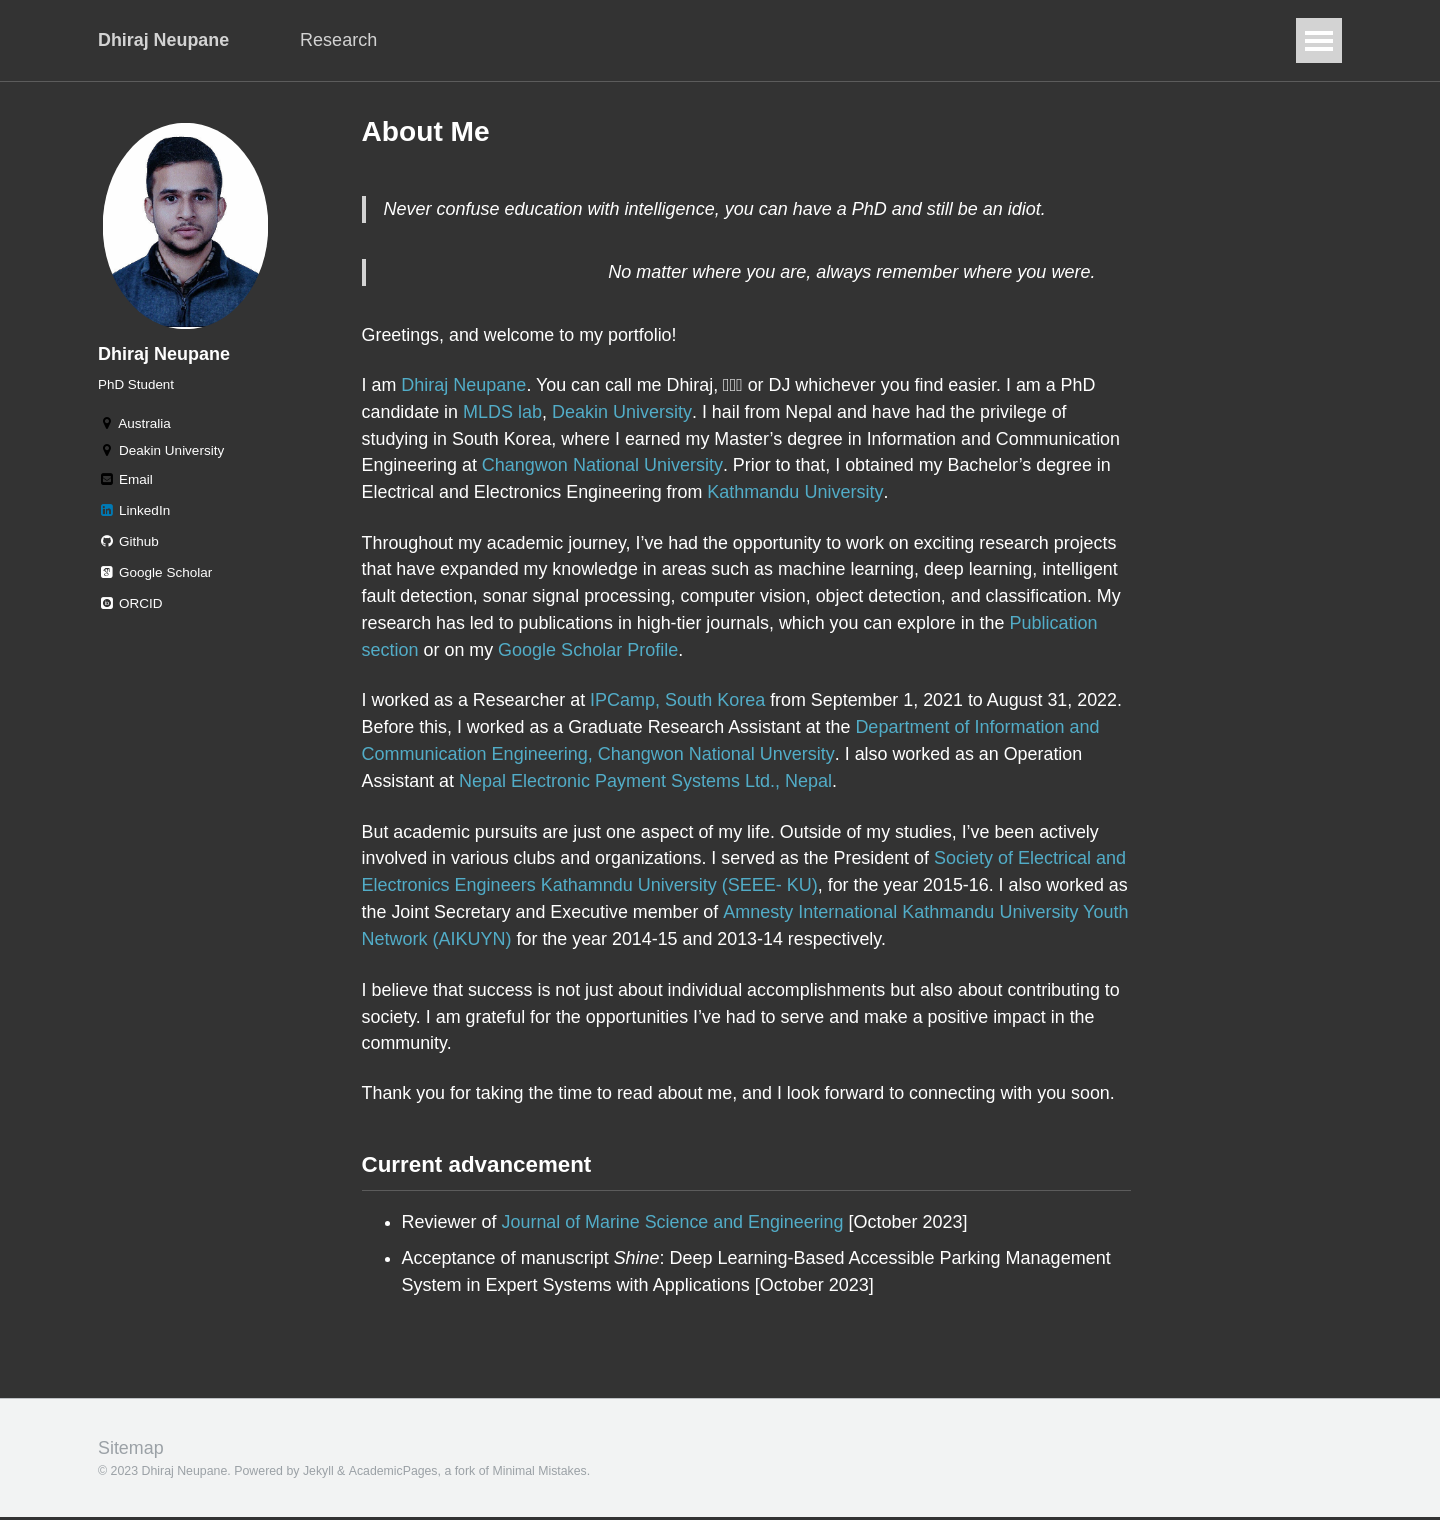 Dhiraj Neupane
Research
Dhiraj Neupane
PhD Student
Australia
Deakin University
Email
LinkedIn
Github
Google Scholar
ORCID
About Me
Never confuse education with intelligence, you can have a PhD and still be an idiot.
No matter where you are, always remember where you were.
Greetings, and welcome to my portfolio!
I am Dhiraj Neupane. You can call me Dhiraj, or DJ whichever you find easier. I am a PhD
candidate in MLDS lab, Deakin University. I hail from Nepal and have had the privilege of
studying in South Korea, where I earned my Master’s degree in Information and Communication
Engineering at Changwon National University. Prior to that, I obtained my Bachelor’s degree in
Electrical and Electronics Engineering from Kathmandu University.
Throughout my academic journey, I’ve had the opportunity to work on exciting research projects
that have expanded my knowledge in areas such as machine learning, deep learning, intelligent
fault detection, sonar signal processing, computer vision, object detection, and classification. My
research has led to publications in high-tier journals, which you can explore in the Publication
section or on my Google Scholar Profile.
I worked as a Researcher at IPCamp, South Korea from September 1, 2021 to August 31, 2022.
Before this, I worked as a Graduate Research Assistant at the Department of Information and
Communication Engineering, Changwon National Unversity. I also worked as an Operation
Assistant at Nepal Electronic Payment Systems Ltd., Nepal.
But academic pursuits are just one aspect of my life. Outside of my studies, I’ve been actively
involved in various clubs and organizations. I served as the President of Society of Electrical and
Electronics Engineers Kathamndu University (SEEE- KU), for the year 2015-16. I also worked as
the Joint Secretary and Executive member of Amnesty International Kathmandu University Youth
Network (AIKUYN) for the year 2014-15 and 2013-14 respectively.
I believe that success is not just about individual accomplishments but also about contributing to
society. I am grateful for the opportunities I’ve had to serve and make a positive impact in the
community.
Thank you for taking the time to read about me, and I look forward to connecting with you soon.
Current advancement
Reviewer of Journal of Marine Science and Engineering [October 2023]
Acceptance of manuscript Shine: Deep Learning-Based Accessible Parking Management
System in Expert Systems with Applications [October 2023]
Sitemap
© 2023 Dhiraj Neupane. Powered by Jekyll & AcademicPages, a fork of Minimal Mistakes.